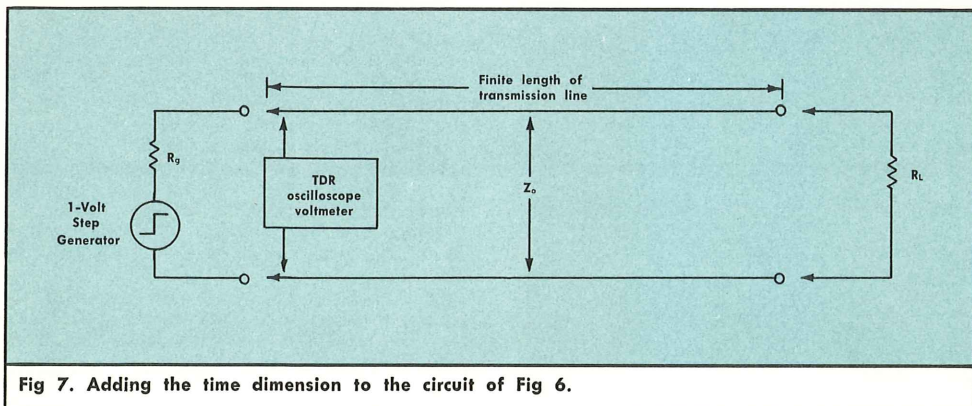 Finite length of
transmission line
Rg
TDR
oscilloscope
voltmeter
Zo
RL
1-Volt
Step
Generator
Fig 7. Adding the time dimension to the circuit of Fig 6.